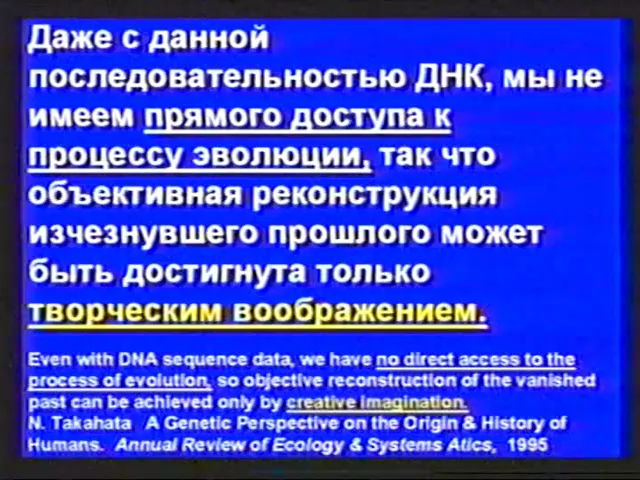 Даже с данной
последовательностью ДНК, мы не
имеем прямого доступа к
процессу эволюции, так что
объективная реконструкция
изчезнувшего прошлого может
быть достигнута только
творческим воображением.
Even with DNA sequence data, we have no direct access to the
process of evolution, so objective reconstruction of the vanished
past can be achieved only by creative imagination.
N. Takahata A Genetic Perspective on the Origin & History of
Humans. Annual Review of Ecology & Systems Atics, 1995